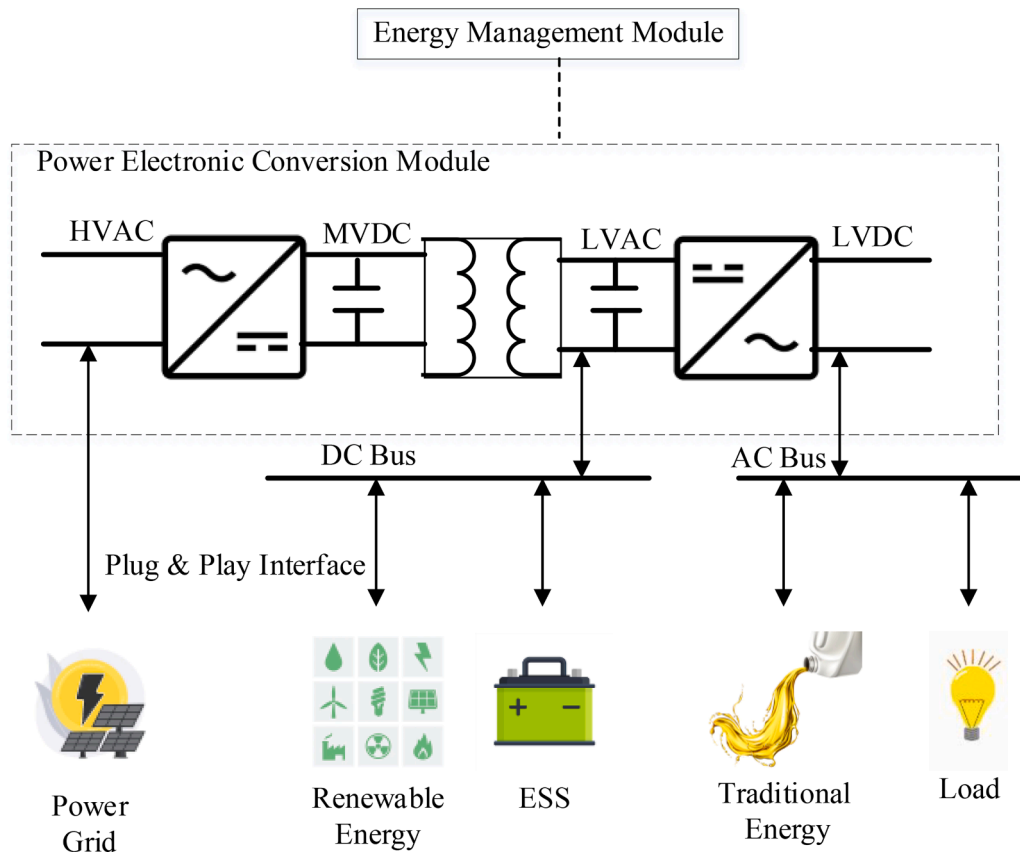 Energy Management Module
Power Electronic Conversion Module
HVAC
MVDC
LVAC
LVDC
DC Bus
AC Bus
Plug & Play Interface
Power
Grid
Renewable
Energy
ESS
Traditional
Energy
Load